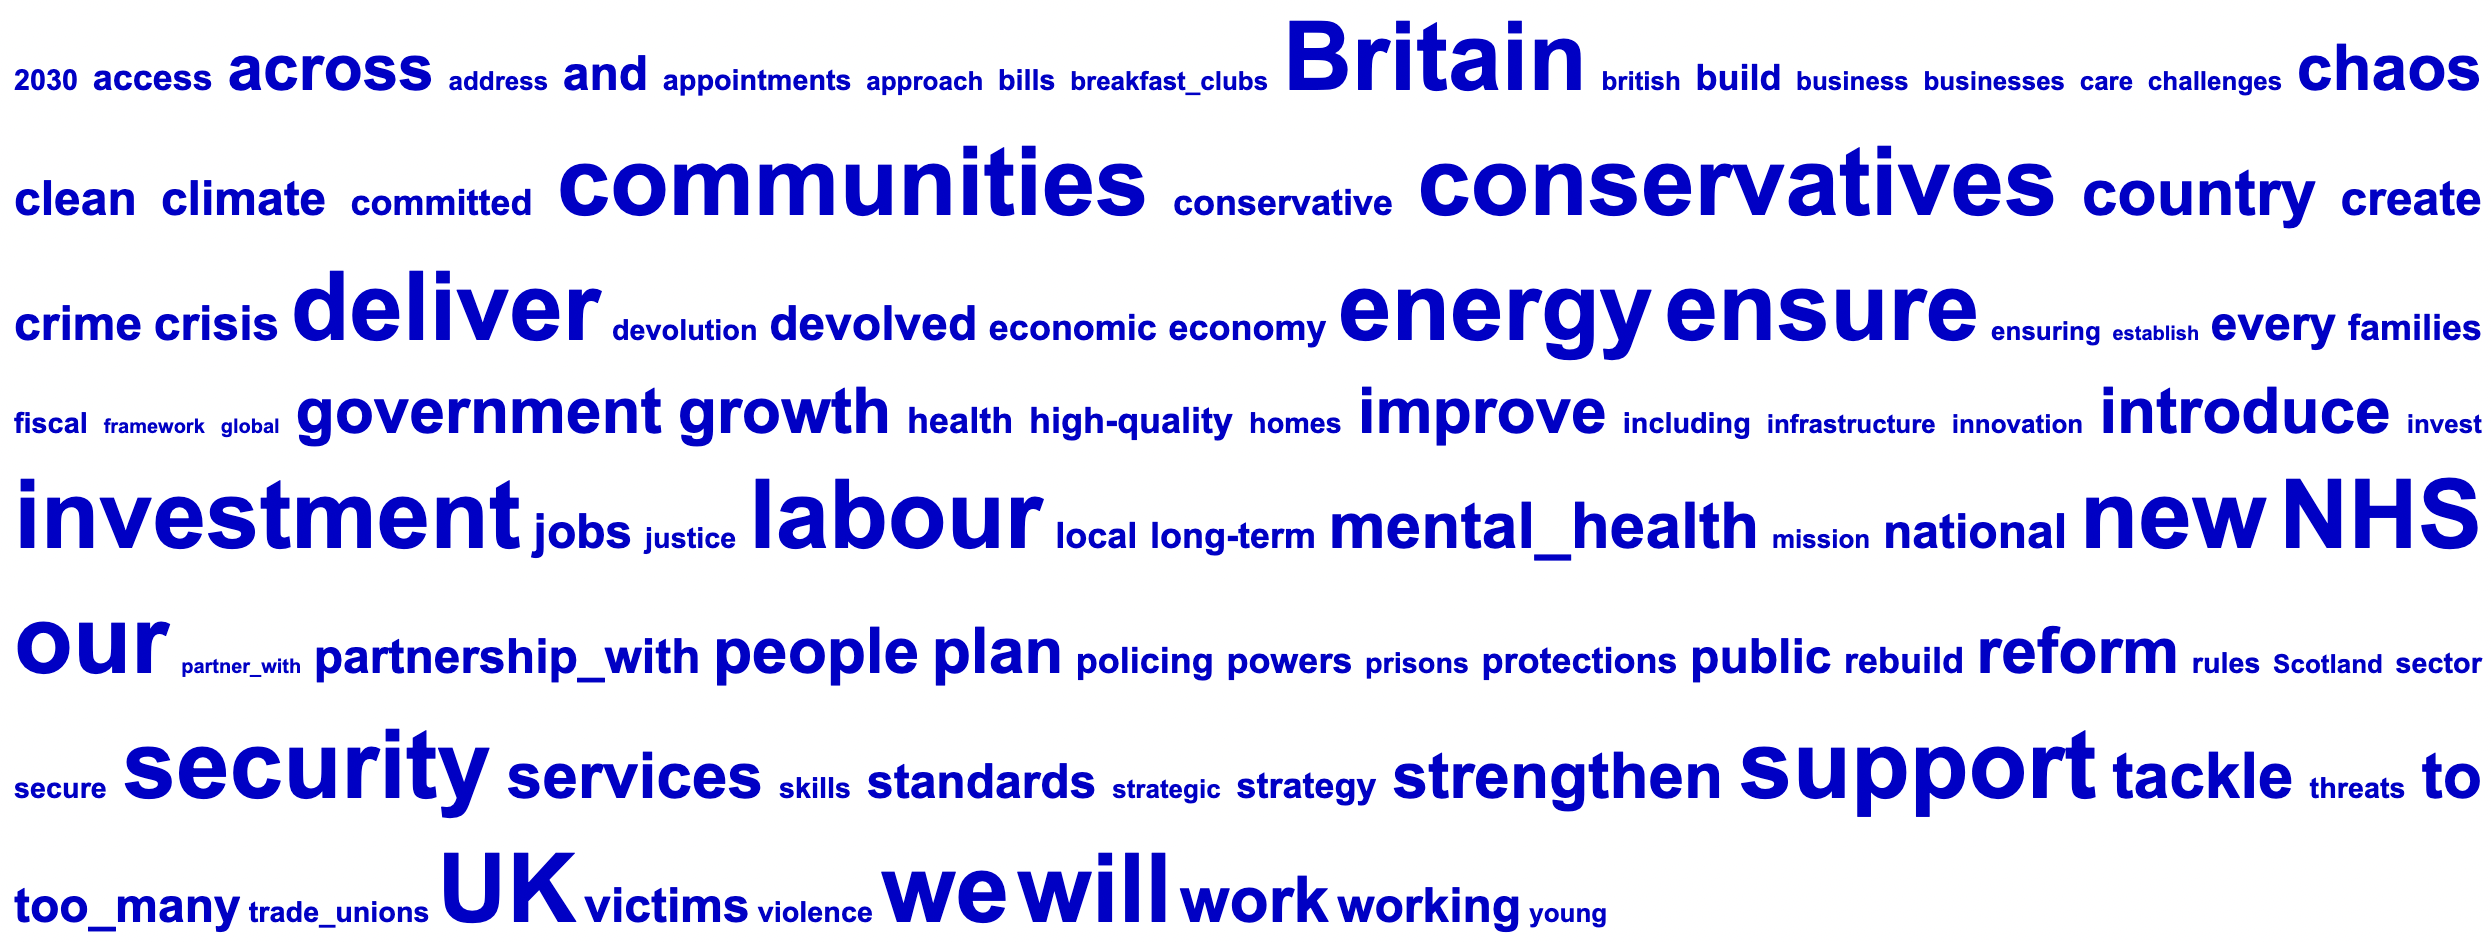 2030 access across address and appointments approach bills breakfast_clubs Britain british build business businesses care challenges chaos
clean climate committed communities conservative conservatives country create
crime crisis deliver devolution devolved economic economy energy ensure ensuring establish every families
fiscal framework global government growth health high-quality homes improve including infrastructure innovation introduce invest
investment jobs justice labour local long-term mental_health mission national new NHS
our partner_with partnership_with people plan policing powers prisons protections public rebuild reform rules Scotland sector
secure security services skills standards strategic strategy strengthen support tackle threats to
too_many trade_unions UK victims violence we will work working young